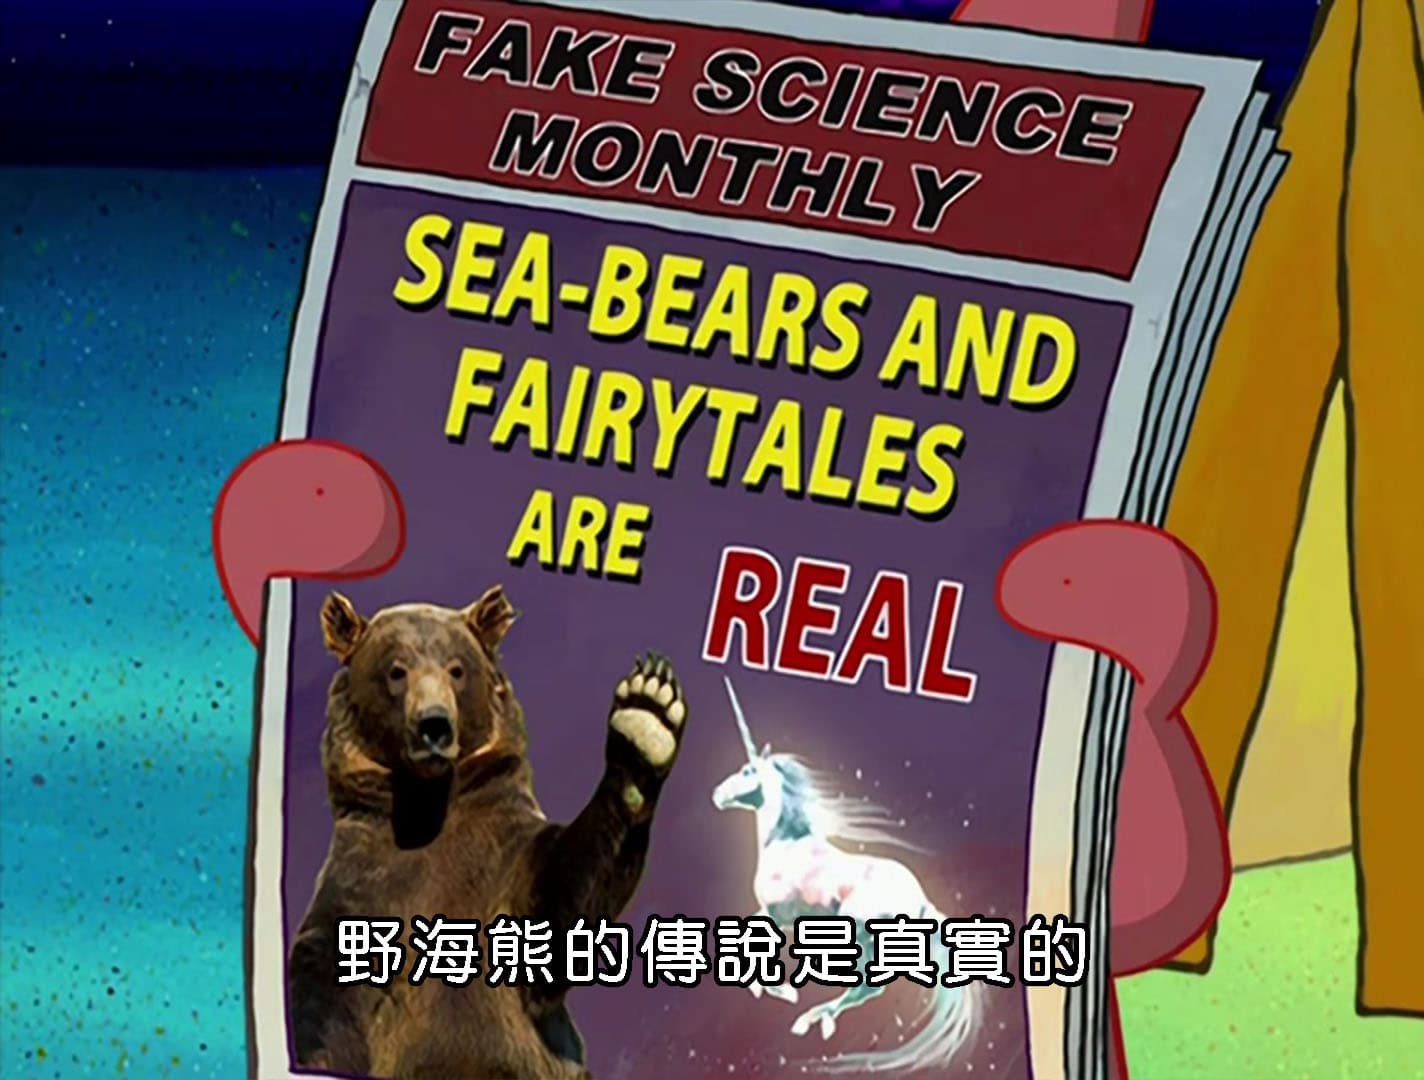 FAKE SCIENCE
MONTHLY
SEA-BEARS AND
FAIRYTALES
ARE REAL
野海熊的傳說是真實的